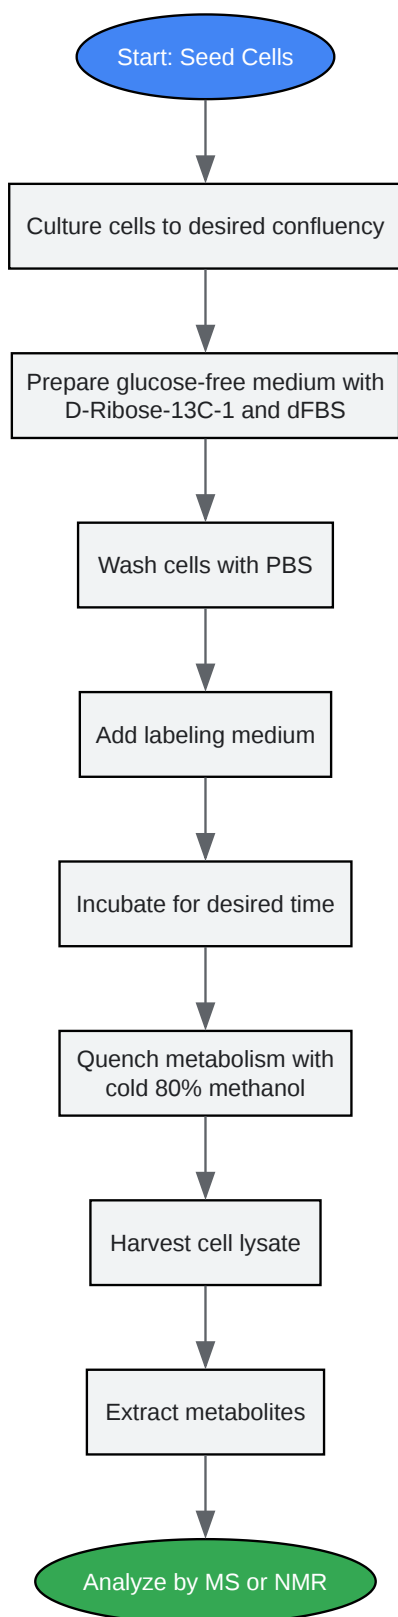 Start: Seed Cells
Culture cells to desired confluency
Prepare glucose-free medium with
D-Ribose-13C-1 and dFBS
Wash cells with PBS
Add labeling medium
Incubate for desired time
Quench metabolism with
cold 80% methanol
Harvest cell lysate
Extract metabolites
Analyze by MS or NMR